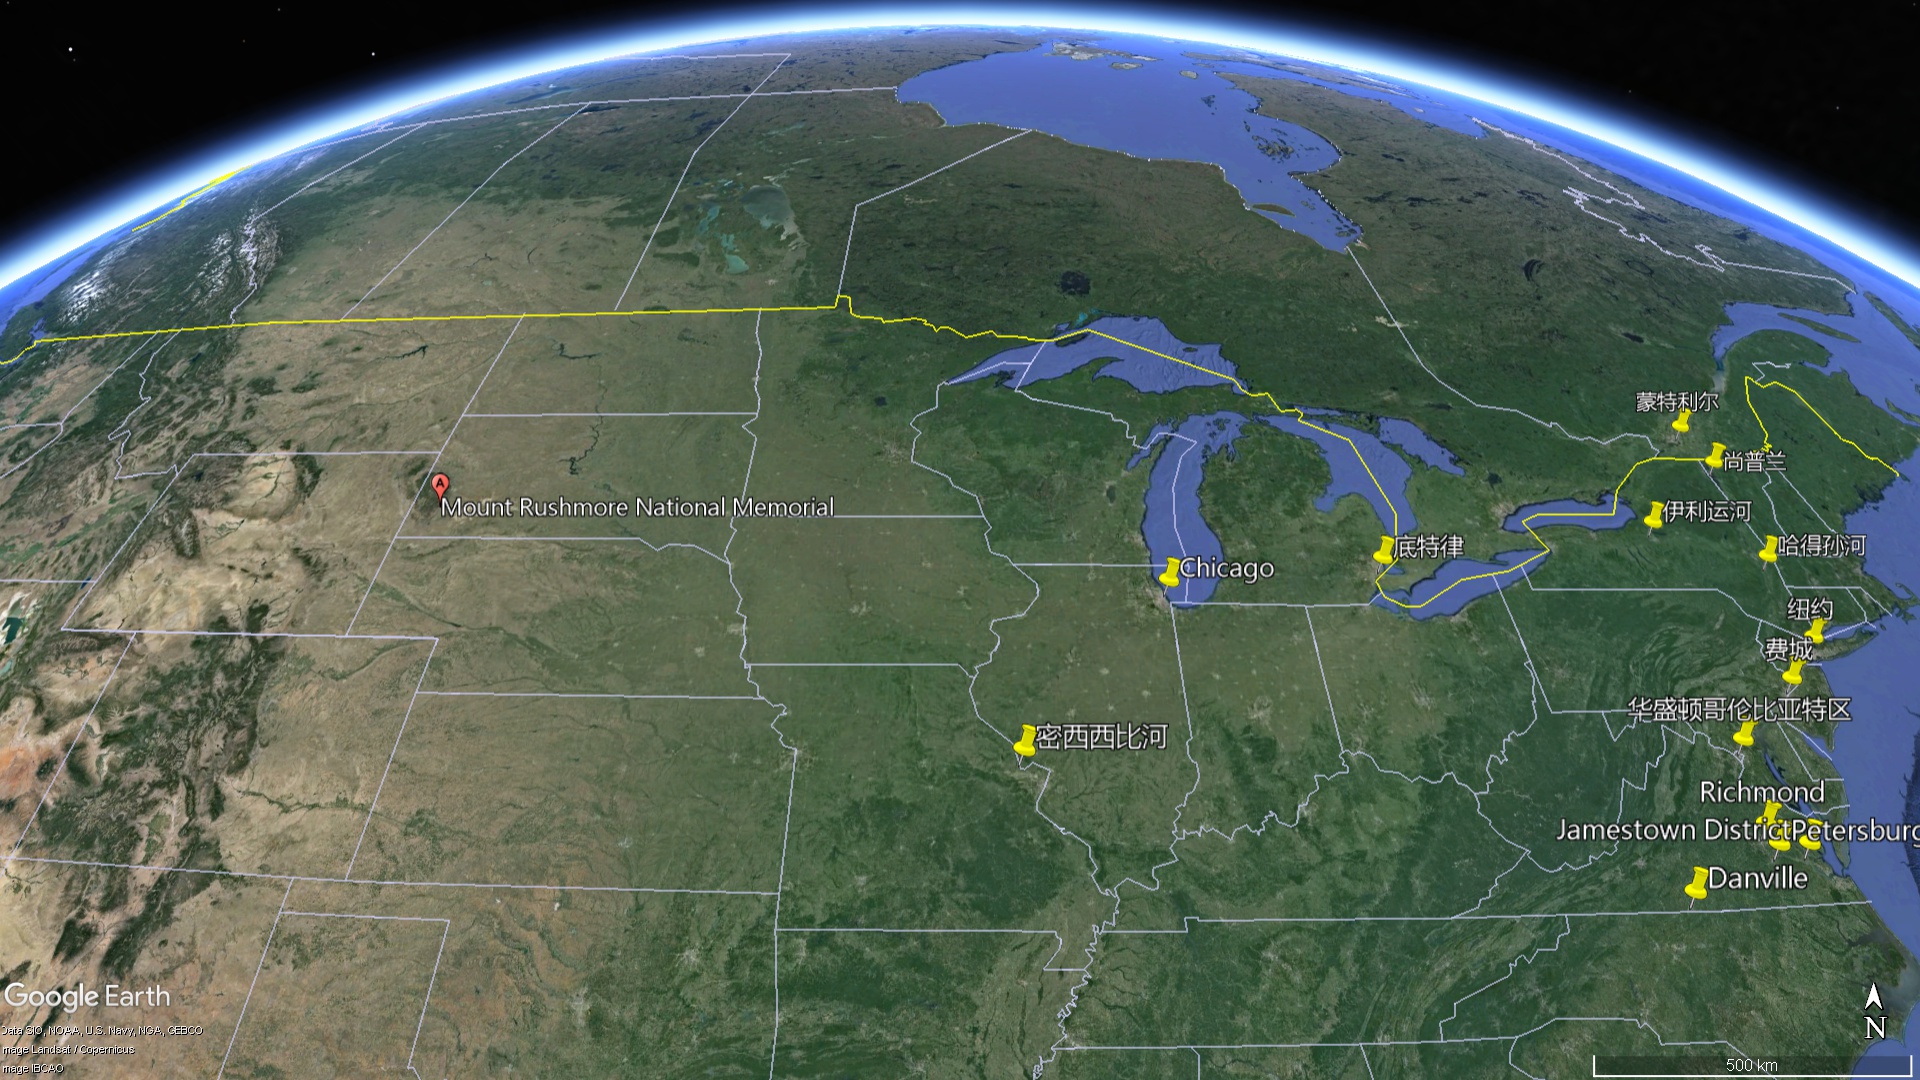 蒙特利尔
尚普兰
A
Mount Rushmore National Memorial
伊利运河
底特律
哈得孙河
Chicago
纽约
费城
华盛顿哥伦比亚特区
密西西比河
Richmond
Jamestown District
Petersburg
Danville
Google Earth
Data SIO, NOAA, U.S. Navy, NGA, GEBCO
mage Landsat / Copernicus
mage IBCAO
N
500 km